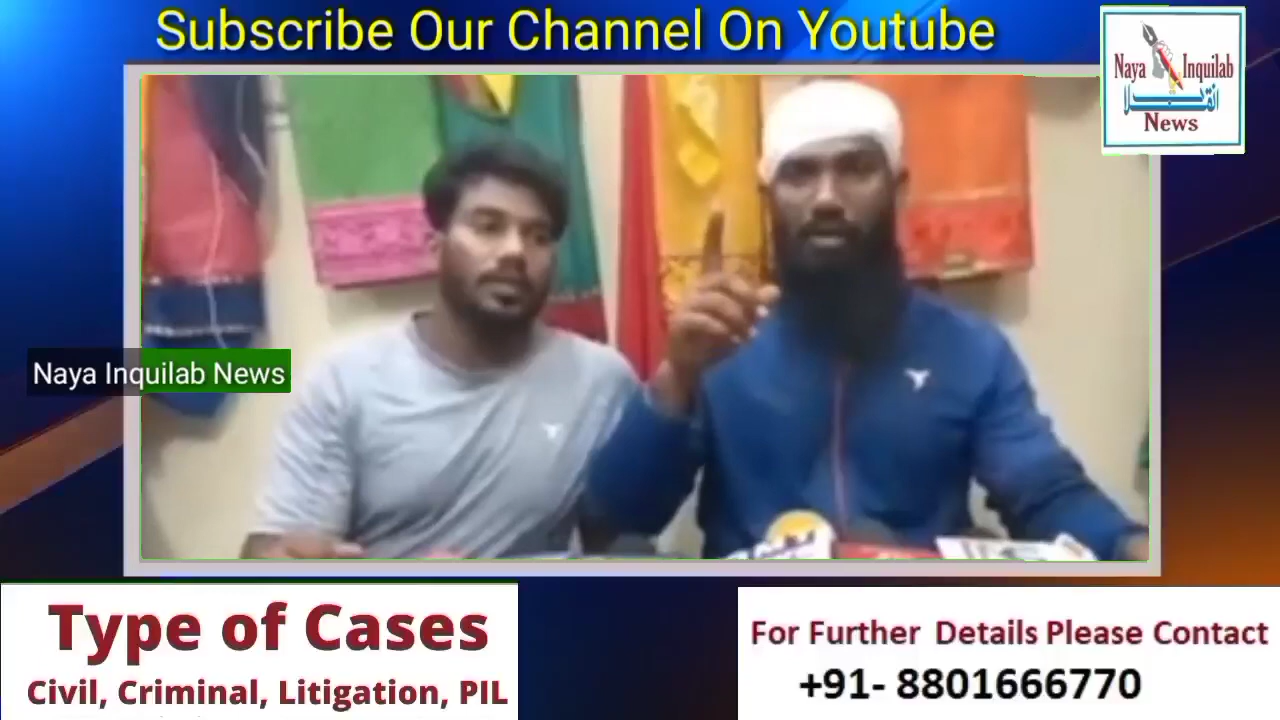 Subscribe Our Channel On Youtube
Naya Inquilab
انقلاب
News
Naya Inquilab News
Type of Cases
Civil, Criminal, Litigation, PIL
For Further Details Please Contact
+91- 8801666770